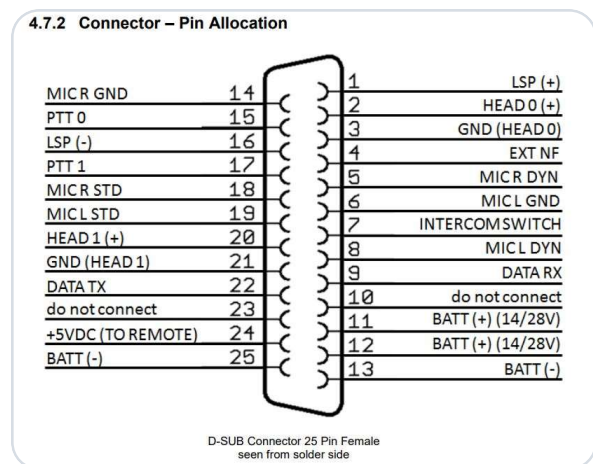 4.7.2 Connector – Pin Allocation
MIC R GND 14
PTT 0 15
LSP (-) 16
PTT 1 17
MIC R STD 18
MIC L STD 19
HEAD 1 (+) 20
GND (HEAD 1) 21
DATA TX 22
do not connect 23
+5VDC (TO REMOTE) 24
BATT (-) 25
1 LSP (+)
2 HEAD 0 (+)
3 GND (HEAD 0)
4 EXT NF
5 MIC R DYN
6 MIC L GND
7 INTERCOM SWITCH
8 MIC L DYN
9 DATA RX
10 do not connect
11 BATT (+) (14/28V)
12 BATT (+) (14/28V)
13 BATT (-)
D-SUB Connector 25 Pin Female
seen from solder side